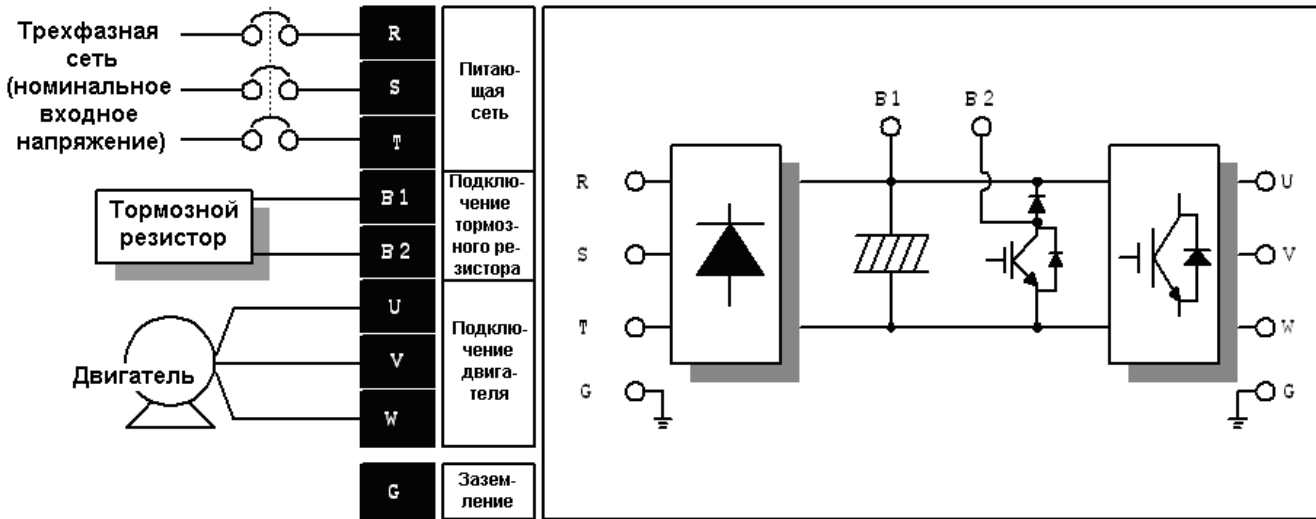 Трехфазная
сеть
(номинальное
входное
напряжение)
R
S
T
Питаю-
щая
сеть
Тормозной
резистор
B1
B2
Подклю-
чение
тормоз-
ного ре-
зистора
Двигатель
U
V
W
Подклю-
чение
двига-
теля
G
Зазем-
ление
B1
B2
R
S
T
G
U
V
W
G